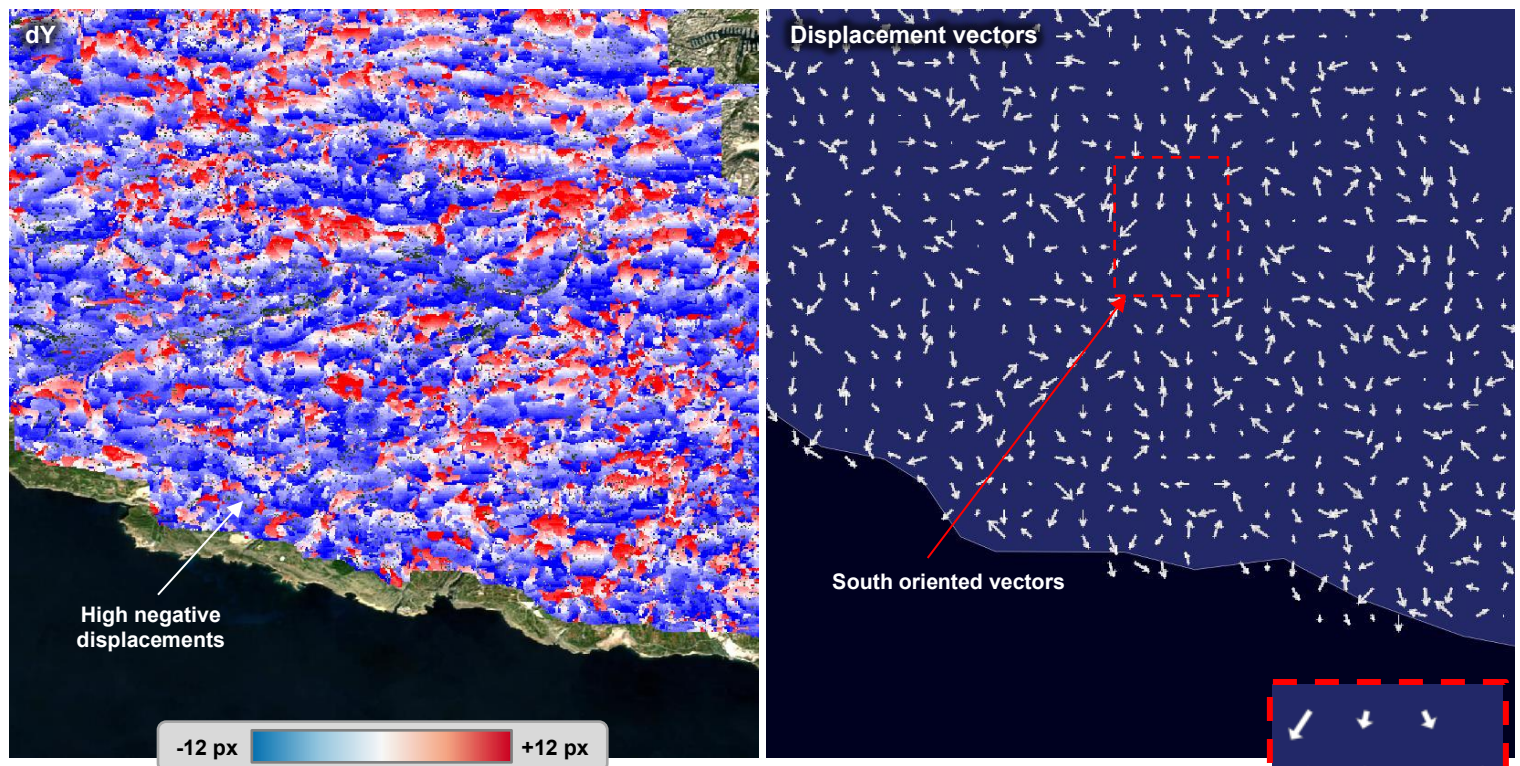 dY
Displacement vectors
High negative
displacements
South oriented vectors
-12 px
+12 px